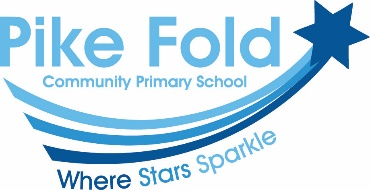 Pike Fold
Community Primary School
Where Stars Sparkle